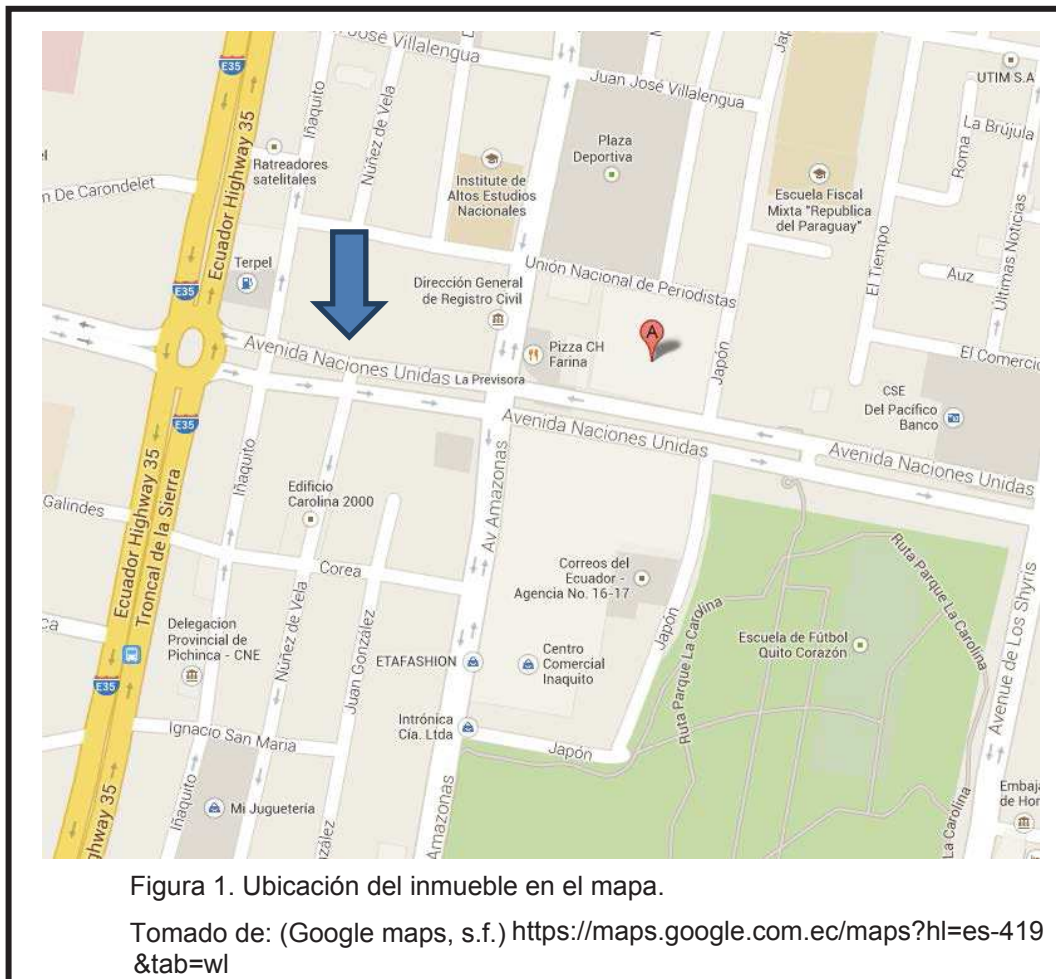 José Villalengua
Juan José Villalengua
UTIM S.A
La Brújula
Roma
Últimas Noticias
E35
Iñaquito
Núñez de Vela
Ratreadores
satelitales
Plaza
Deportiva
Institute de
Altos Estudios
Nacionales
Escuela Fiscal
Mixta "Republica
del Paraguay"
n De Carondelet
Ecuador Highway 35
Terpel
Dirección General
de Registro Civil
Unión Nacional de Periodistas
El Tiempo
Auz
E35
A
Pizza CH
Farina
Japón
El Comercio
Avenida Naciones Unidas
La Previsora
CSE
Del Pacífico
Banco
E35
Avenida Naciones Unidas
Avenida Naciones Unidas
Iñaquito
Edificio
Carolina 2000
Av Amazonas
Galindes
Corea
Correos del
Ecuador -
Agencia No. 16-17
Ecuador Highway 35
Troncal de la Sierra
Delegacion
Provincial de
Pichinca - CNE
Núñez de Vela
Juan González
ETAFASHION
Centro
Comercial
Inaquito
Japón
Ruta Parque La Carolina
Escuela de Fútbol
Quito Corazón
Ruta Parque La Carolina
Avenue de Los Shyris
E35
Ignacio San Maria
Intrónica
Cía. Ltda
Japón
Mi Jugueteria
Iñaquito
Amazonas
La Carolina
Embaj
de Hon
Figura 1. Ubicación del inmueble en el mapa.
Tomado de: (Google maps, s.f.) https://maps.google.com.ec/maps?hl=es-419
&tab=wl